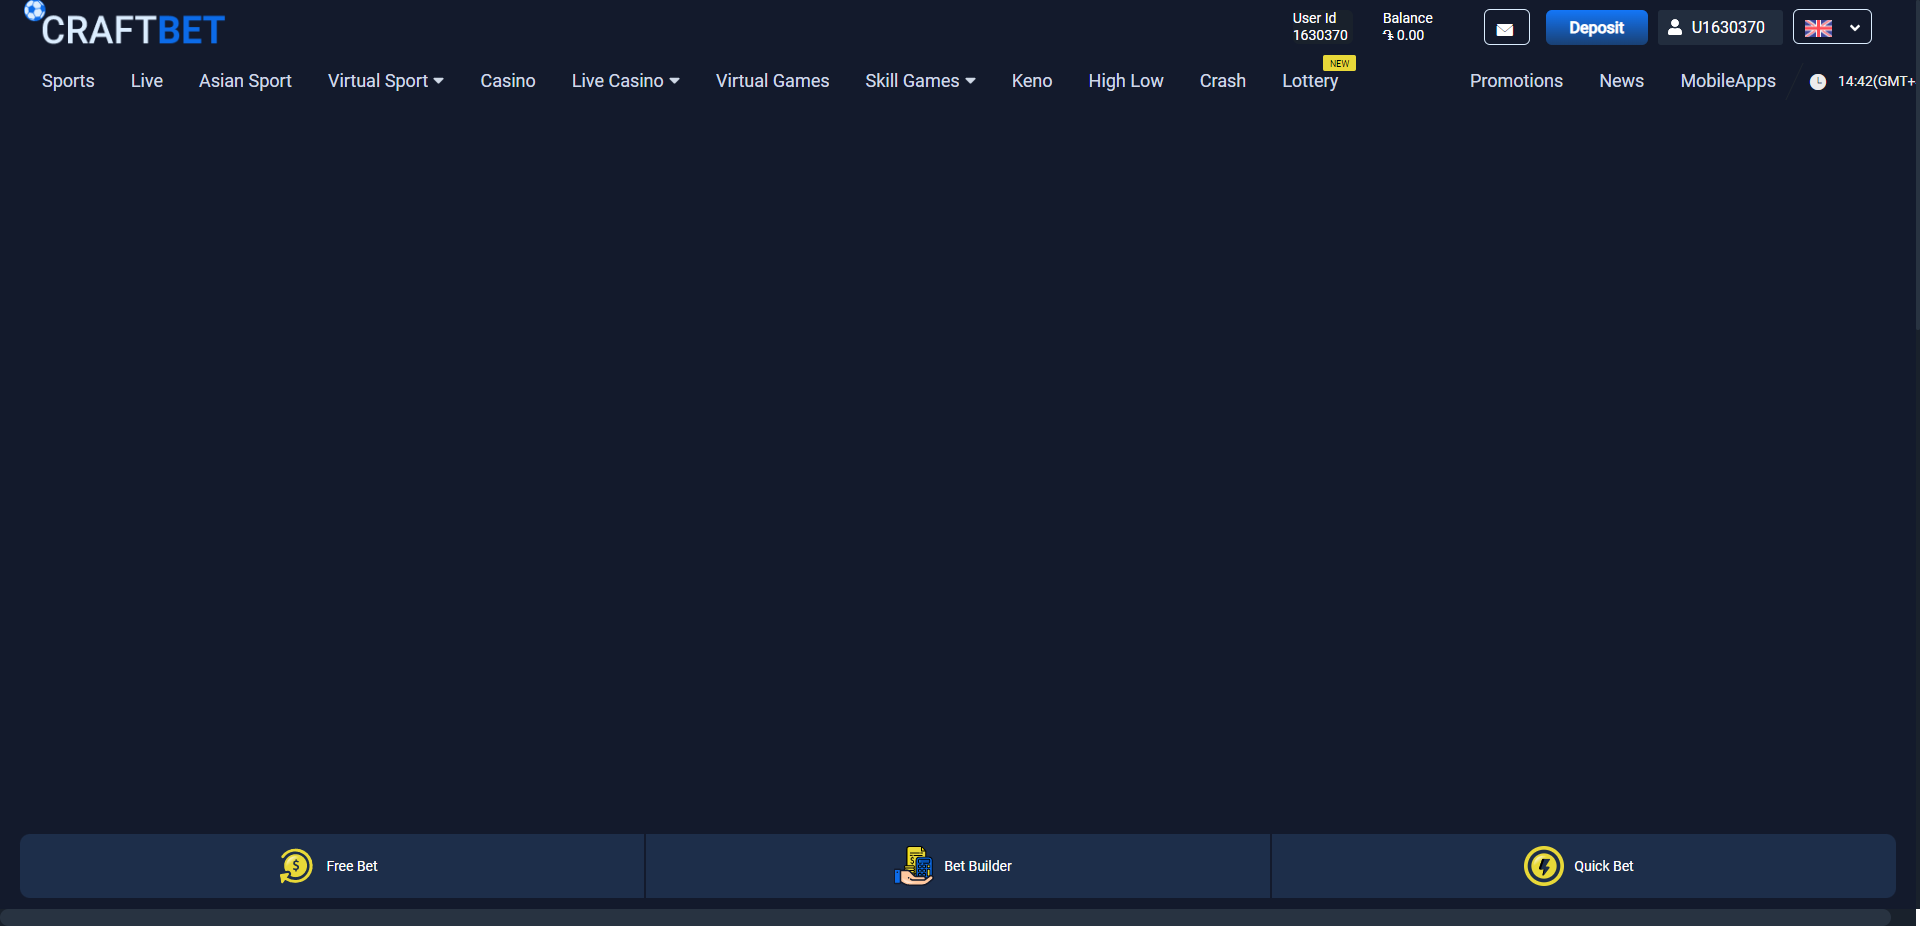 CRAFTBET
User Id
1630370
Balance
֏ 0.00
Deposit
U1630370
Sports
Live
Asian Sport
Virtual Sport
Casino
Live Casino
Virtual Games
Skill Games
Keno
High Low
Crash
NEW
Lottery
Promotions
News
MobileApps
14:42(GMT+
Free Bet
Bet Builder
Quick Bet